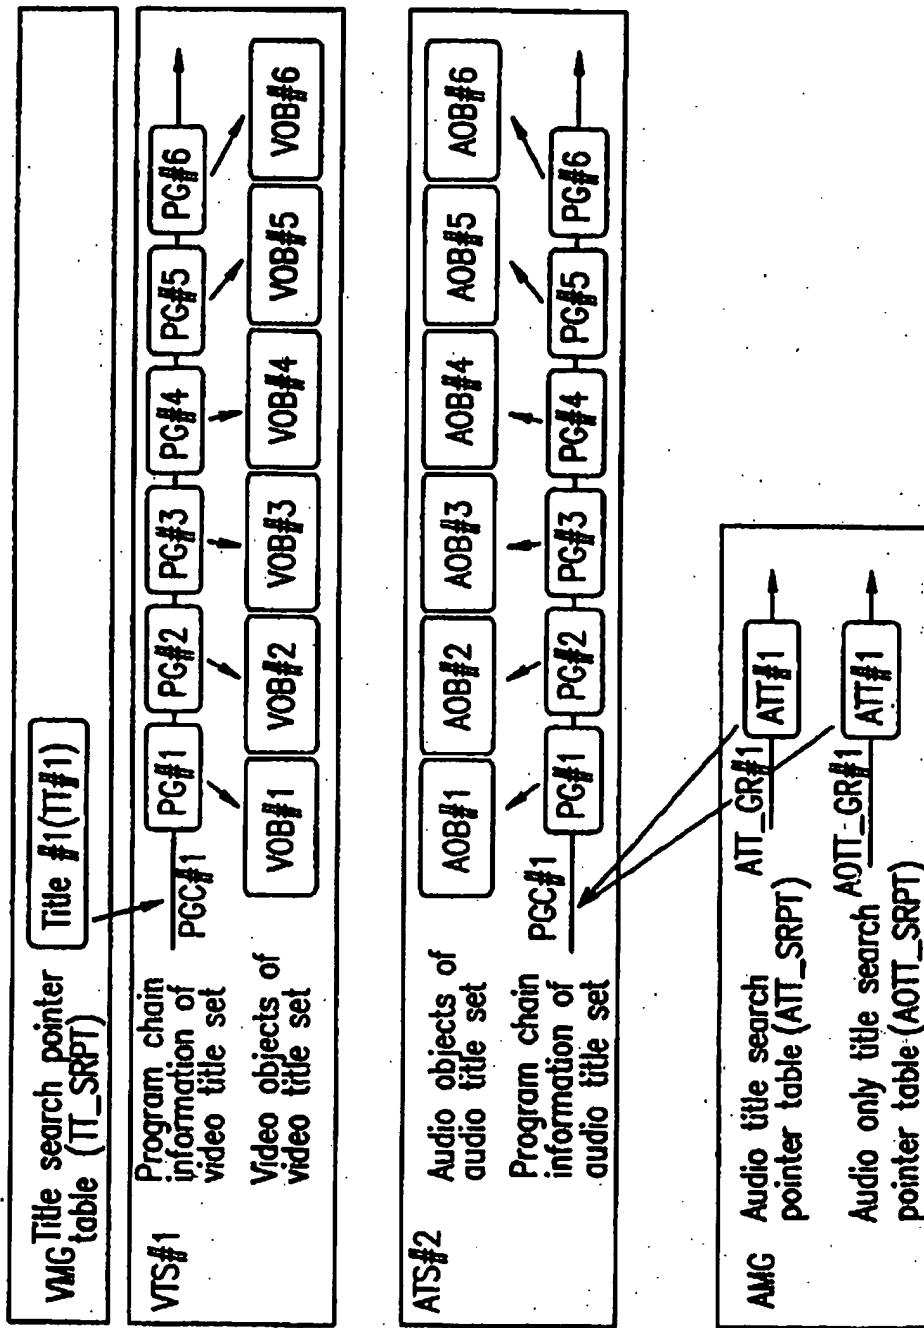 VMG
Title search pointer
table (TT_SRPT)
Title #1(TT#1)
VTS#1
Program chain
information of
video title set
PGC#1
PG#1
PG#2
PG#3
PG#4
PG#5
PG#6
Video objects of
video title set
VOB#1
VOB#2
VOB#3
VOB#4
VOB#5
VOB#6
ATS#2
Audio objects of
audio title set
AOB#1
AOB#2
AOB#3
AOB#4
AOB#5
AOB#6
Program chain
information of
audio title set
PGC#1
PG#1
PG#2
PG#3
PG#4
PG#5
PG#6
AMG
Audio title search
pointer table (ATT_SRPT)
ATT_GR#1
ATT#1
Audio only title search
pointer table (AOTT_SRPT)
AOTT_GR#1
ATT#1